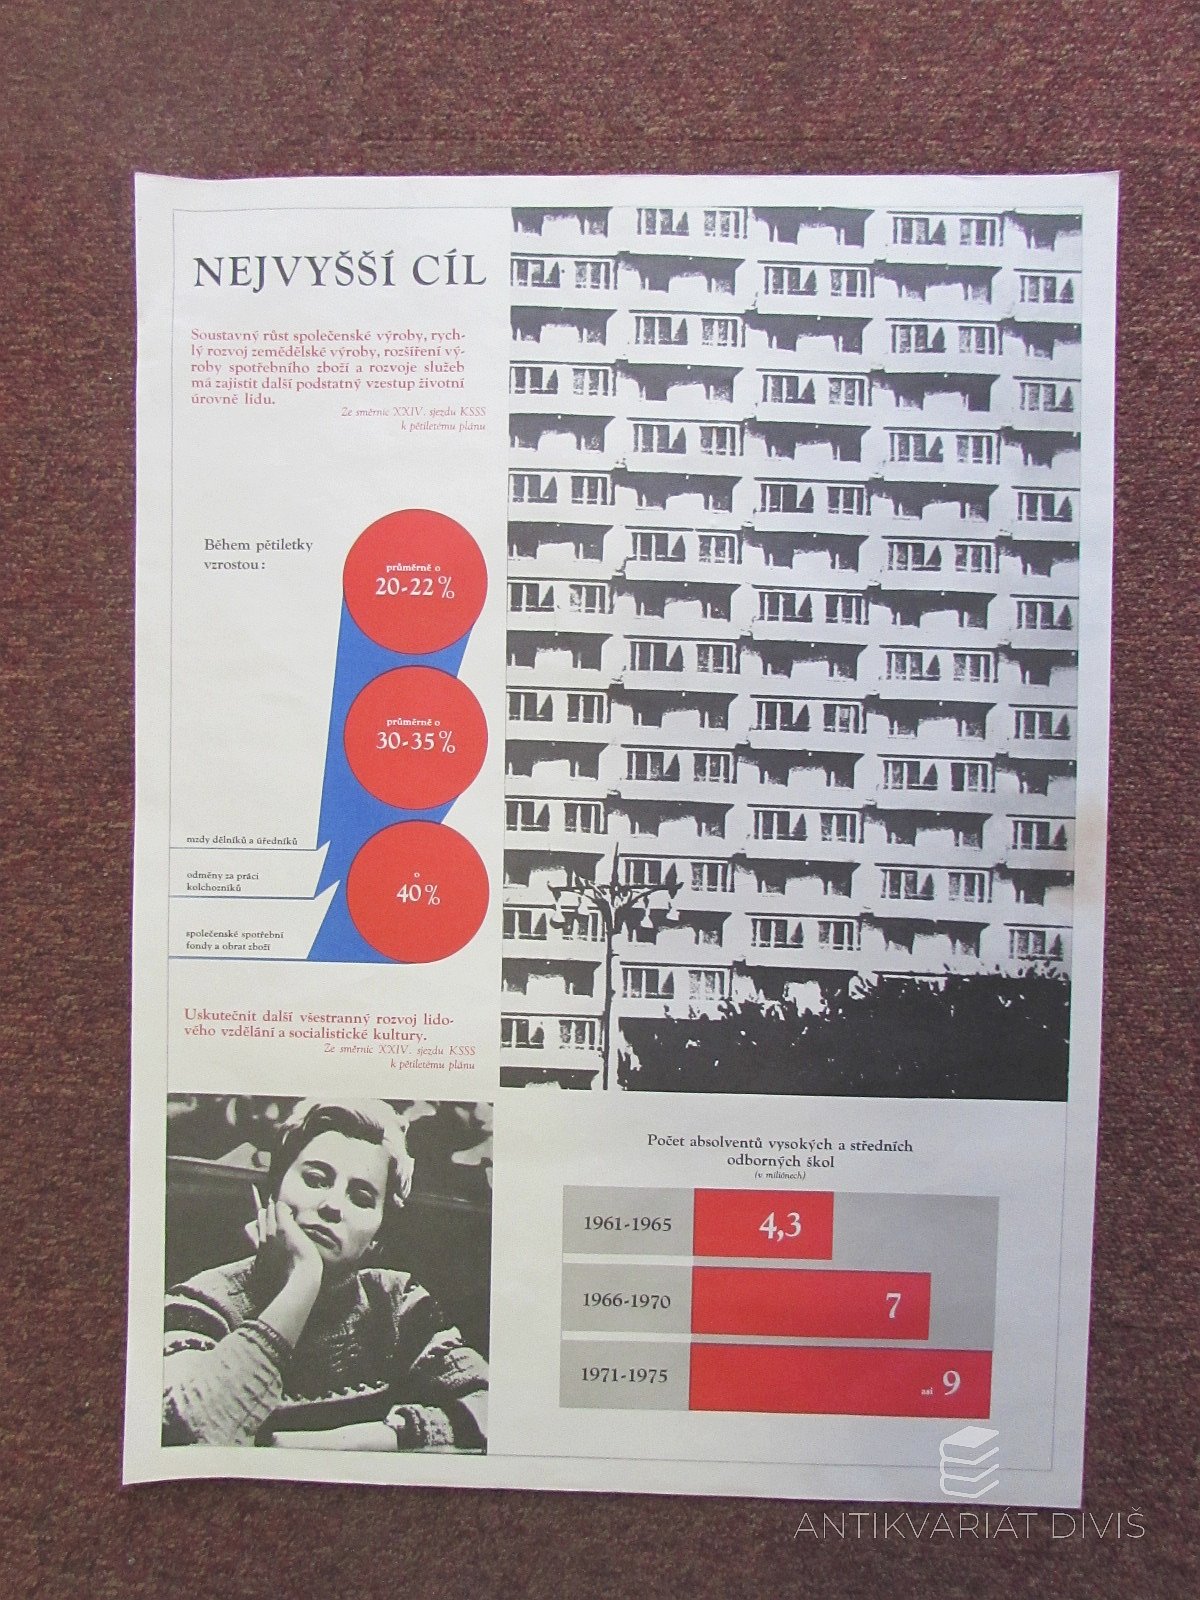 NEJVYŠŠÍ CÍL
Soustavný růst společenské výroby, rych-
lý rozvoj zemědělské výroby, rozšíření vý-
roby spotřebního zboží a rozvoje služeb
má zajistit další podstatný vzestup životní
úrovně lidu.
Ze směrnic XXIV. sjezdu KSSS
k pětiletému plánu
Během pětiletky
vzrostou:
průměrně o
20-22%
průměrně o
30-35%
o
40%
mzdy dělníků a úředníků
odměny za práci
kolchozníků
společenské spotřební
fondy a obrat zboží
Uskutečnit další všestranný rozvoj lido-
vého vzdělání a socialistické kultury.
Ze směrnic XXIV. sjezdu KSSS
k pětiletému plánu
Počet absolventů vysokých a středních
odborných škol
(v miliónech)
1961-1965 4,3
1966-1970 7
1971-1975 asi 9
ANTIKVARIÁT DIVIŠ